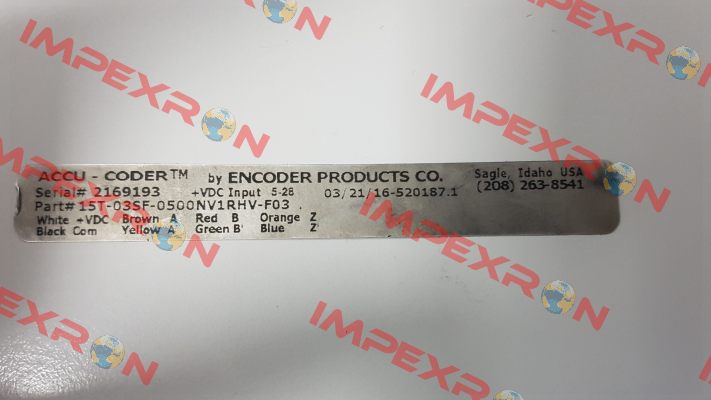 ACCU - CODER™ by ENCODER PRODUCTS CO. Sagle, Idaho USA
Serial# 2169193 +VDC Input 5-28 03/21/16-520187.1 (208) 263-8541
Part# 15T-03SF-0500NV1RHV-F03
White +VDC Brown A Red B Orange Z
Black Com Yellow A' Green B' Blue Z'
IMPEXRON
IMPEXRON
IMPEXRON
IMPEXRON
IMPEXRON
IMPEXRON
IMPEXRON
IMPEXRON